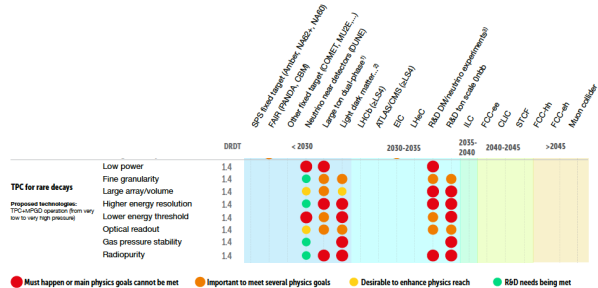 SPS fixed target (Amber, NA62+, NA60)
FAIR (PANDA, CBM)
Other fixed target (COMET, MU2E,...)
Neutrino near detectors (DUNE)
Large ton dual-phase¹⁾
Light dark matter... ²⁾
LHCb (≥LS4)
ATLAS/CMS (≥LS4)
EIC
LHeC
R&D DM/neutrino experiments³⁾
R&D ton scale 0nbb
ILC
FCC-ee
CLIC
STCF
FCC-hh
FCC-eh
Muon collider
DRDT
< 2030
2030-2035
2035-
2040
2040-2045
>2045
TPC for rare decays
Proposed technologies:
TPC+MPGD operation (from very
low to very high pressure)
Low power 1.4
Fine granularity 1.4
Large array/volume 1.4
Higher energy resolution 1.4
Lower energy threshold 1.4
Optical readout 1.4
Gas pressure stability 1.4
Radiopurity 1.4
Must happen or main physics goals cannot be met
Important to meet several physics goals
Desirable to enhance physics reach
R&D needs being met